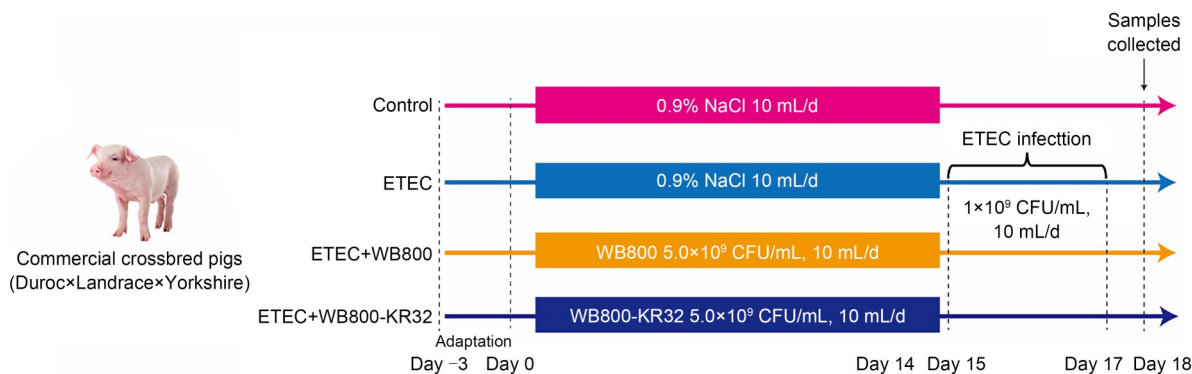 Samples
collected
Control
0.9% NaCl 10 mL/d
ETEC infecttion
ETEC
0.9% NaCl 10 mL/d
1×10⁹ CFU/mL,
10 mL/d
ETEC+WB800
WB800 5.0×10⁹ CFU/mL, 10 mL/d
Commercial crossbred pigs
(Duroc×Landrace×Yorkshire)
ETEC+WB800-KR32
WB800-KR32 5.0×10⁹ CFU/mL, 10 mL/d
Adaptation
Day −3 Day 0 Day 14 Day 15 Day 17 Day 18